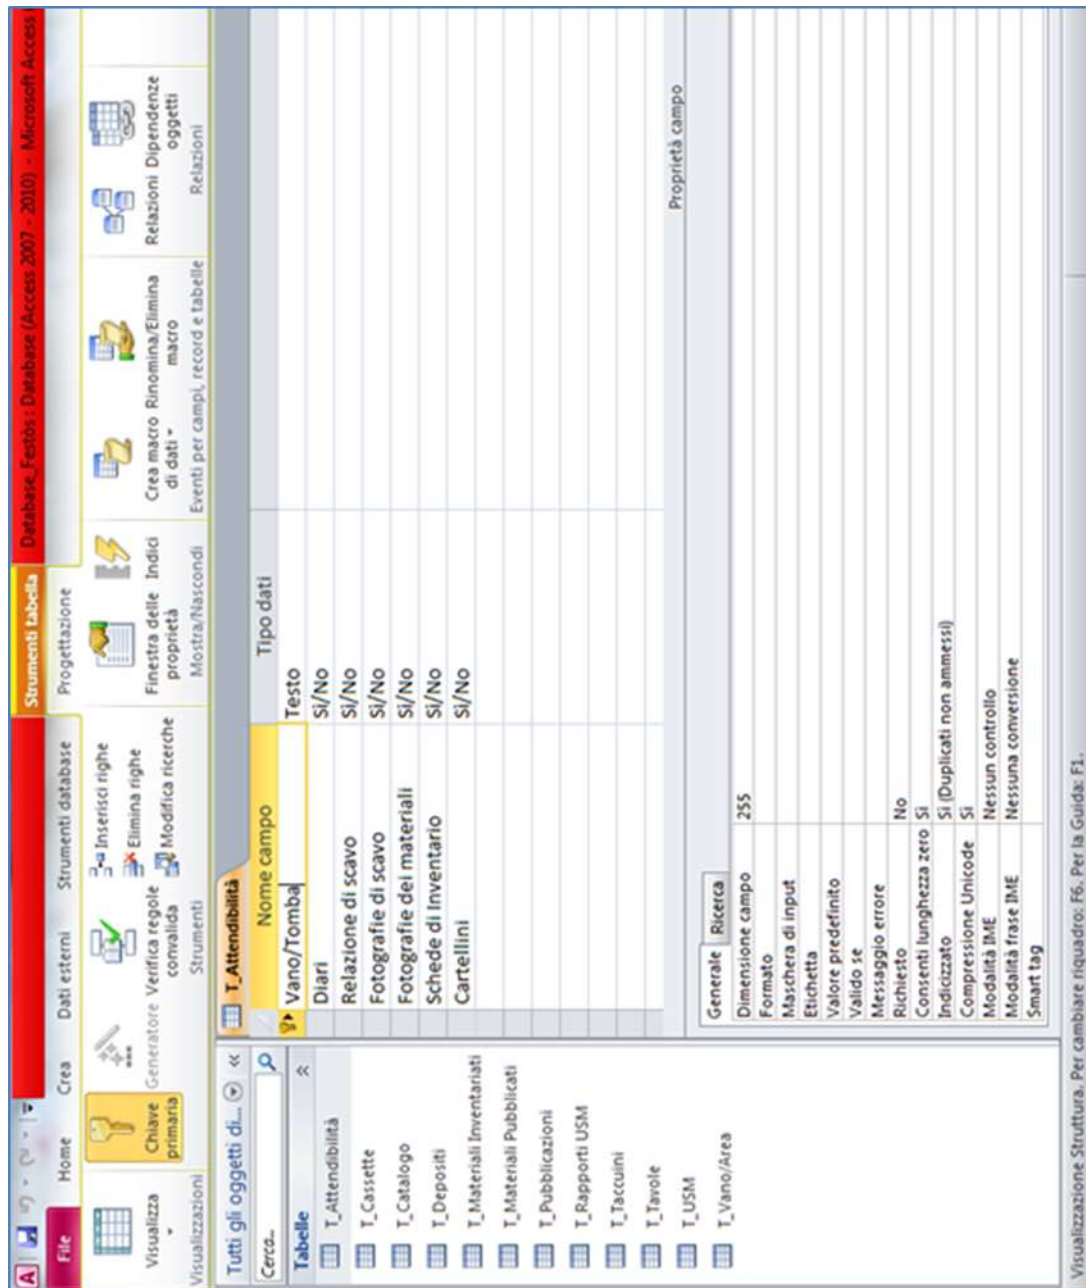 Strumenti tabella Database_Festòs : Database (Access 2007 - 2010) - Microsoft Access
File Home Crea Dati esterni Strumenti database Progettazione
Visualizza
Chiave primaria
Generatore
Verifica regole convalida
Inserisci righe
Elimina righe
Modifica ricerche
Finestra delle proprietà
Indici
Crea macro di dati
Rinomina/Elimina macro
Relazioni
Dipendenze oggetti
Visualizzazioni Strumenti Mostra/Nascondi Eventi per campi, record e tabelle Relazioni
Tutti gli oggetti di...
Cerca...
Tabelle
T_Attendibilità
T_Cassette
T_Catalogo
T_Depositi
T_Materiali Inventariati
T_Materiali Pubblicati
T_Pubblicazioni
T_Rapporti USM
T_Taccuini
T_Tavole
T_USM
T_Vano/Area
T_Attendibilità
Nome campo Tipo dati
Vano/Tomba Testo
Diari Sì/No
Relazione di scavo Sì/No
Fotografie di scavo Sì/No
Fotografie dei materiali Sì/No
Schede di Inventario Sì/No
Cartellini Sì/No
Proprietà campo
Generale Ricerca
Dimensione campo 255
Formato
Maschera di input
Etichetta
Valore predefinito
Valido se
Messaggio errore
Richiesto No
Consenti lunghezza zero Sì
Indicizzato Sì (Duplicati non ammessi)
Compressione Unicode Sì
Modalità IME Nessun controllo
Modalità frase IME Nessuna conversione
Smart tag
Visualizzazione Struttura. Per cambiare riquadro: F6. Per la Guida: F1.